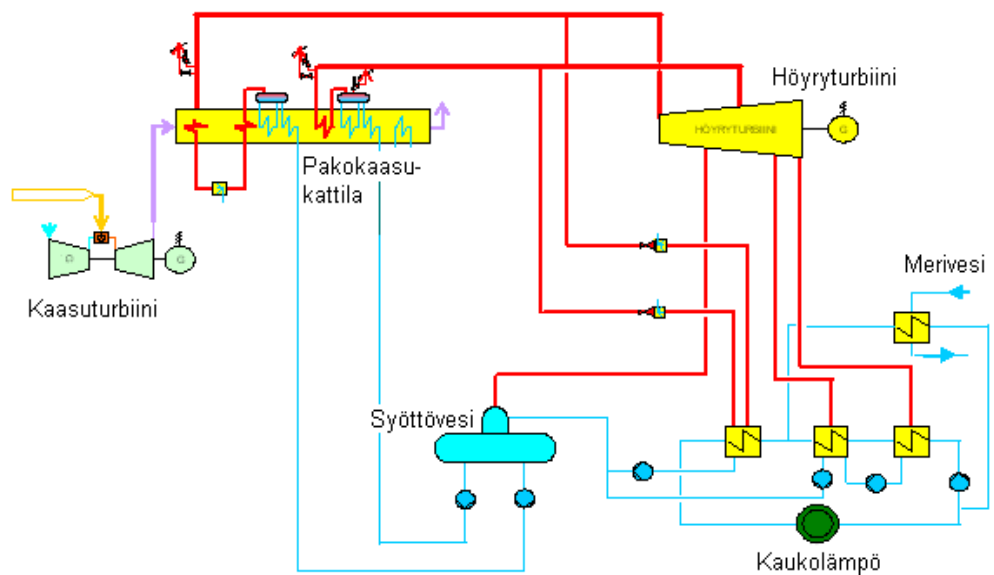 Höyryturbiini
HÖYRYTURBIINI
G
Pakokaasu-
kattila
G
Kaasuturbiini
Merivesi
Syöttövesi
Kaukolämpö